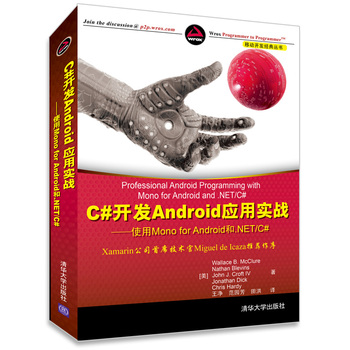 Join the discussion @ p2p.wrox.com
wrox
Wrox Programmer to Programmer™
移动开发经典丛书
Professional Android Programming with
Mono for Android and .NET/C#
C#开发Android应用实战
——使用Mono for Android和.NET/C#
Xamarin公司首席技术官Miguel de Icaza推荐作序
Wallace B. McClure
Nathan Blevins
[美] John J. Croft IV 著
Jonathan Dick
Chris Hardy
王净 范园芳 田洪 译
清华大学出版社
C#开发Android 应用实战
——使用Mono for Android和.NET/C#
清华大学出版社